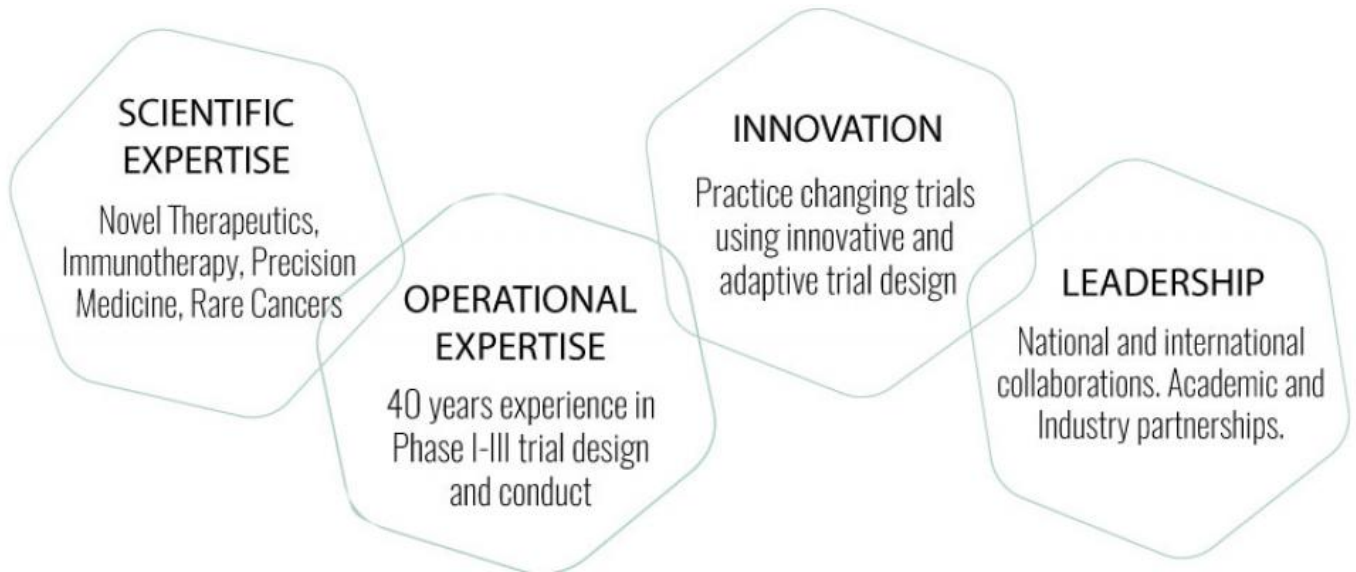 SCIENTIFIC
EXPERTISE
Novel Therapeutics,
Immunotherapy, Precision
Medicine, Rare Cancers
OPERATIONAL
EXPERTISE
40 years experience in
Phase I-III trial design
and conduct
INNOVATION
Practice changing trials
using innovative and
adaptive trial design
LEADERSHIP
National and international
collaborations. Academic and
Industry partnerships.